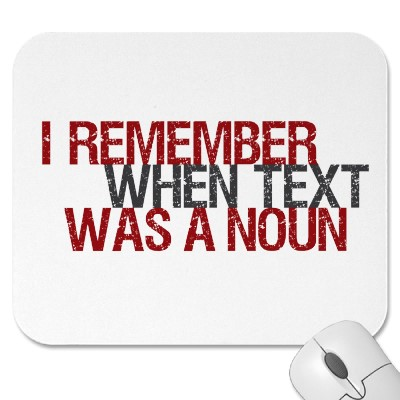 I REMEMBER
WHEN TEXT
WAS A NOUN